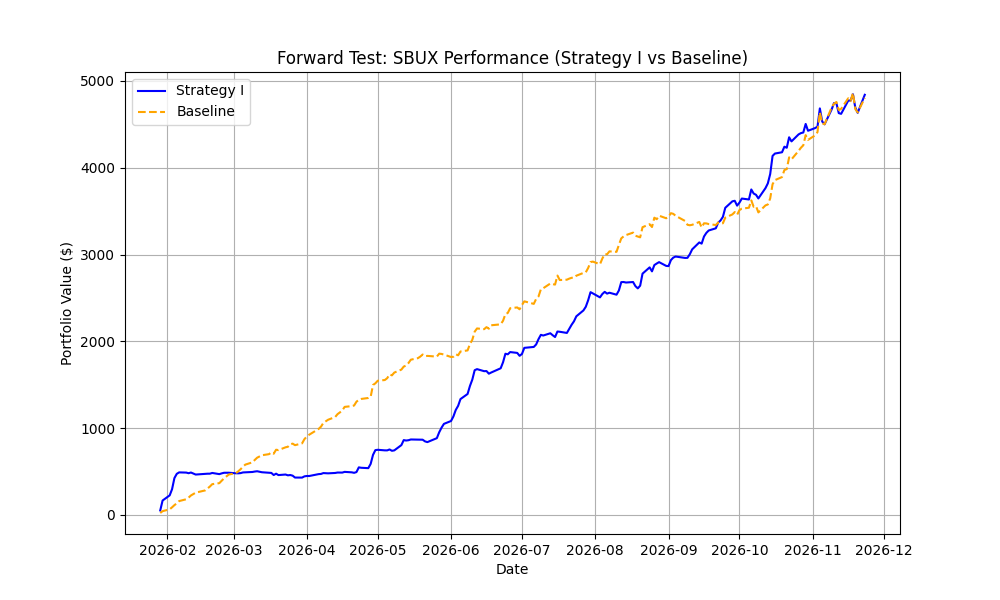 Forward Test: SBUX Performance (Strategy I vs Baseline)
Strategy I
Baseline
Portfolio Value ($)
5000
4000
3000
2000
1000
0
2026-02 2026-03 2026-04 2026-05 2026-06 2026-07 2026-08 2026-09 2026-10 2026-11 2026-12
Date